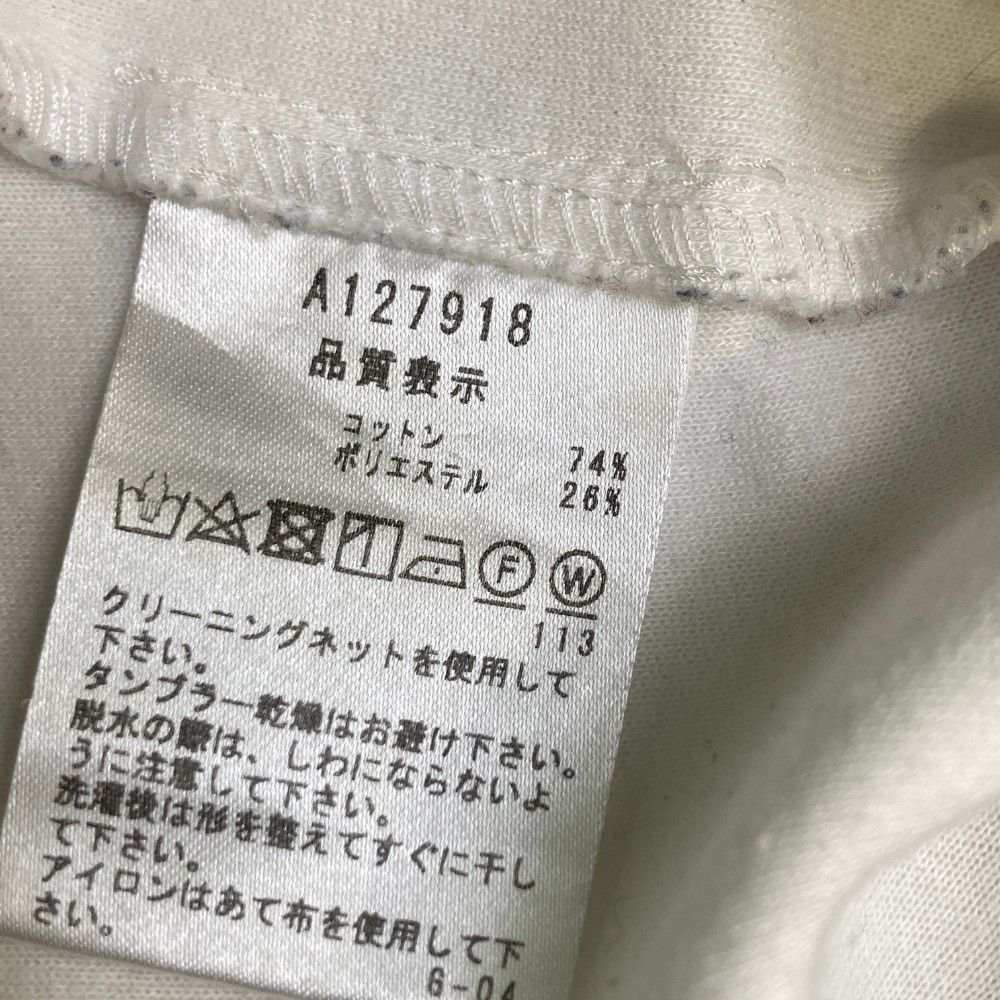 A127918
品質表示
コットン 74%
ポリエステル 26%
F W
113
クリーニングネットを使用して
下さい。
タンブラー乾燥はお避け下さい。
脱水の際は、しわにならないよ
うに注意して下さい。
洗濯後は形を整えてすぐに干し
て下さい。
アイロンはあて布を使用して下
さい。
6-04